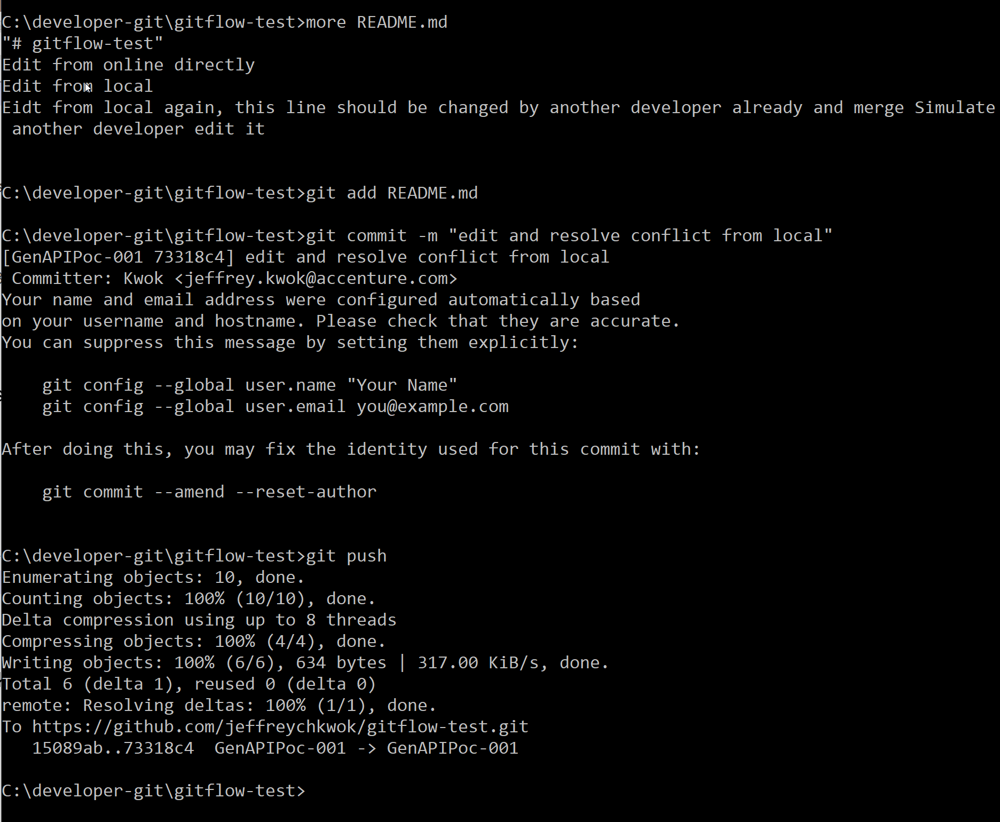 C:\developer-git\gitflow-test>more README.md
"# gitflow-test"
Edit from online directly
Edit from local
Eidt from local again, this line should be changed by another developer already and merge Simulate
 another developer edit it
C:\developer-git\gitflow-test>git add README.md
C:\developer-git\gitflow-test>git commit -m "edit and resolve conflict from local"
[GenAPIPoc-001 73318c4] edit and resolve conflict from local
 Committer: Kwok <jeffrey.kwok@accenture.com>
Your name and email address were configured automatically based
on your username and hostname. Please check that they are accurate.
You can suppress this message by setting them explicitly:
    git config --global user.name "Your Name"
    git config --global user.email you@example.com
After doing this, you may fix the identity used for this commit with:
    git commit --amend --reset-author
C:\developer-git\gitflow-test>git push
Enumerating objects: 10, done.
Counting objects: 100% (10/10), done.
Delta compression using up to 8 threads
Compressing objects: 100% (4/4), done.
Writing objects: 100% (6/6), 634 bytes | 317.00 KiB/s, done.
Total 6 (delta 1), reused 0 (delta 0)
remote: Resolving deltas: 100% (1/1), done.
To https://github.com/jeffreychkwok/gitflow-test.git
   15089ab..73318c4  GenAPIPoc-001 -> GenAPIPoc-001
C:\developer-git\gitflow-test>